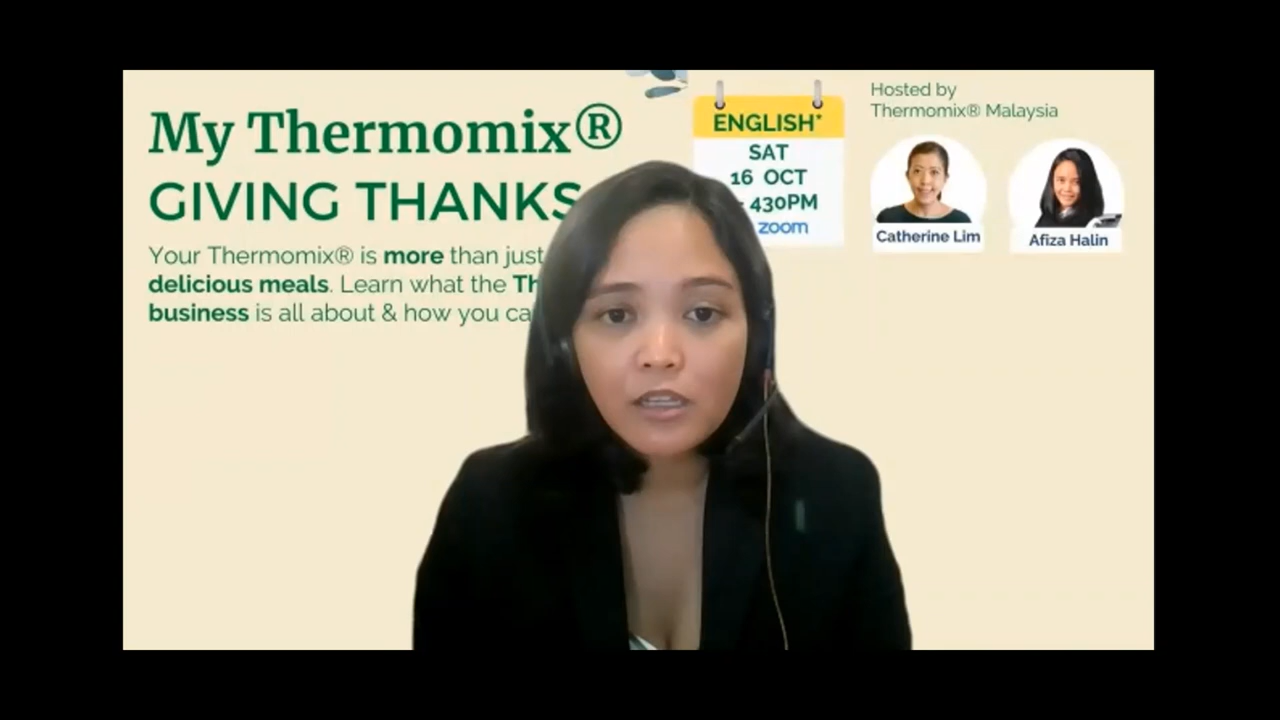 My Thermomix®
GIVING THANKS
Your Thermomix® is more than just
delicious meals. Learn what the Th
business is all about & how you ca
ENGLISH*
SAT
16 OCT
- 430PM
zoom
Hosted by
Thermomix® Malaysia
Catherine Lim
Afiza Halin